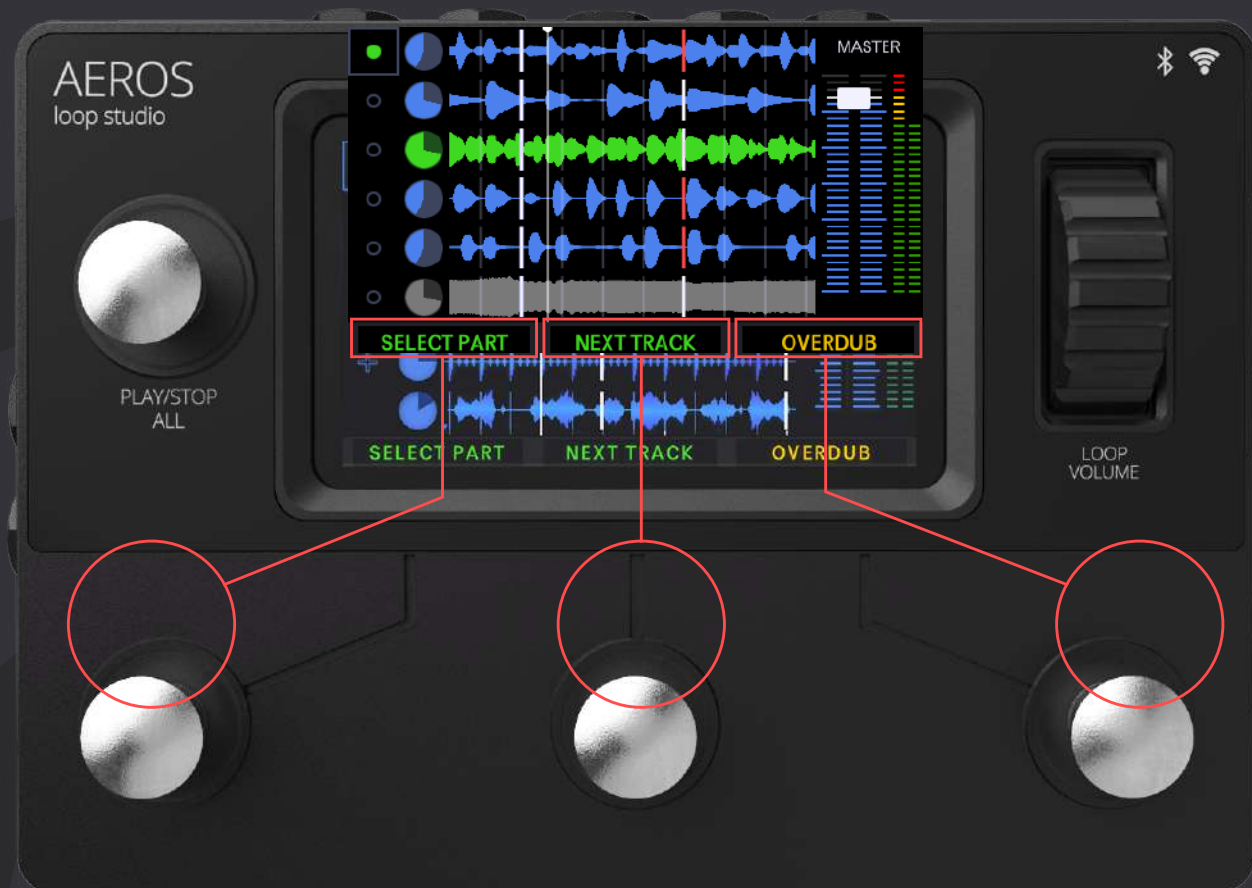 AEROS
loop studio
MASTER
SELECT PART
NEXT TRACK
OVERDUB
PLAY/STOP
ALL
LOOP
VOLUME
SELECT PART
NEXT TRACK
OVERDUB